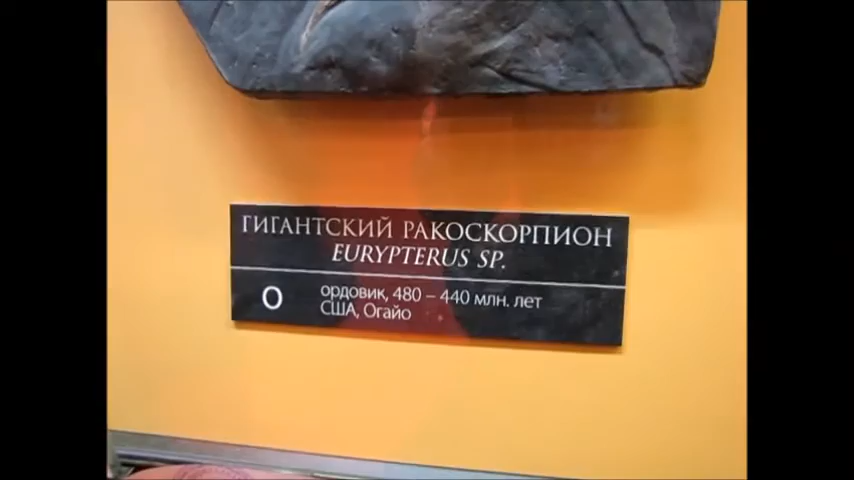 ГИГАНТСКИЙ РАКОСКОРПИОН
EURYPTERUS SP.
О
ордовик, 480 – 440 млн. лет
США, Огайо